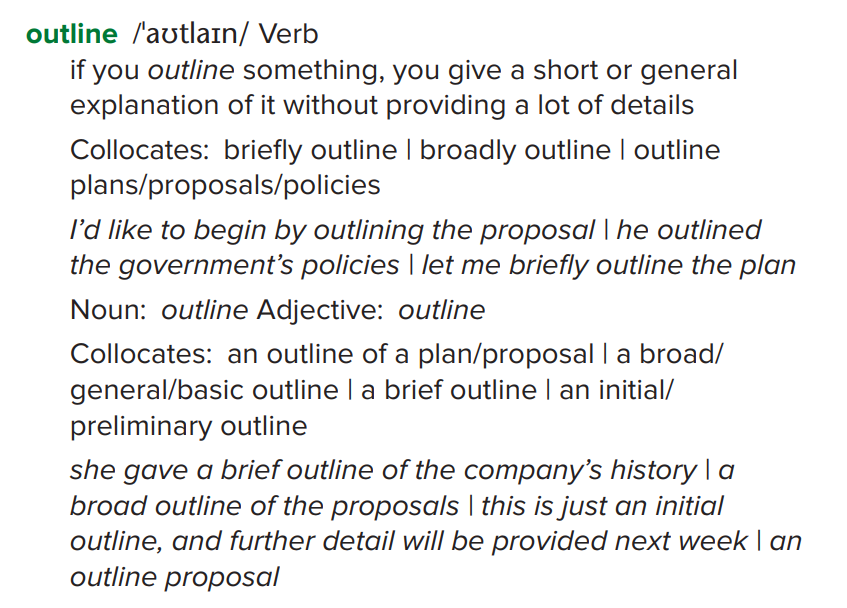 outline /ˈaʊtlaɪn/ Verb
if you outline something, you give a short or general
explanation of it without providing a lot of details
Collocates: briefly outline | broadly outline | outline
plans/proposals/policies
I’d like to begin by outlining the proposal | he outlined
the government’s policies | let me briefly outline the plan
Noun: outline Adjective: outline
Collocates: an outline of a plan/proposal | a broad/
general/basic outline | a brief outline | an initial/
preliminary outline
she gave a brief outline of the company’s history | a
broad outline of the proposals | this is just an initial
outline, and further detail will be provided next week | an
outline proposal